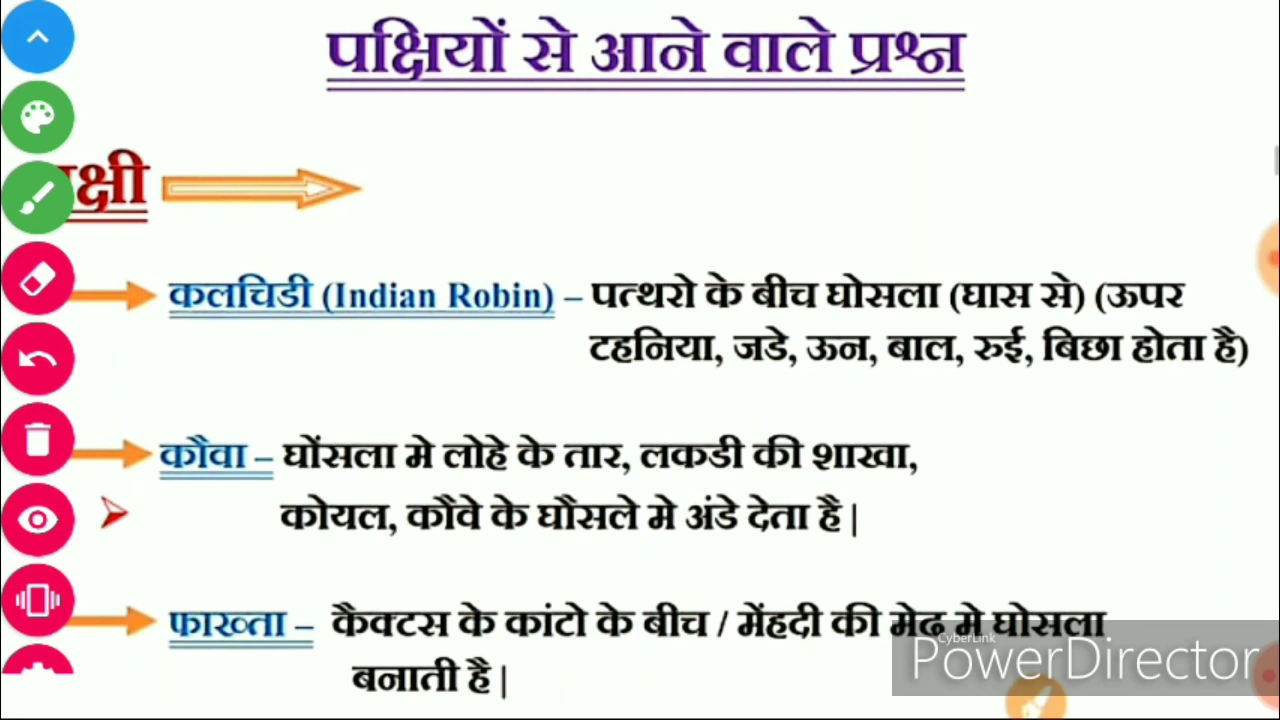 पक्षियों से आने वाले प्रश्न
कलचिडी (Indian Robin) – पत्थरो के बीच घोसला (घास से) (ऊपर
टहनिया, जडे, ऊन, बाल, रुई, बिछा होता है)
कौवा – घोंसला मे लोहे के तार, लकडी की शाखा,
कोयल, कौवे के घौसले मे अंडे देता है |
फाख्ता – कैक्टस के कांटो के बीच / मेंहदी की मेढ मे घोसला
बनाती है |
CyberLink
PowerDirector